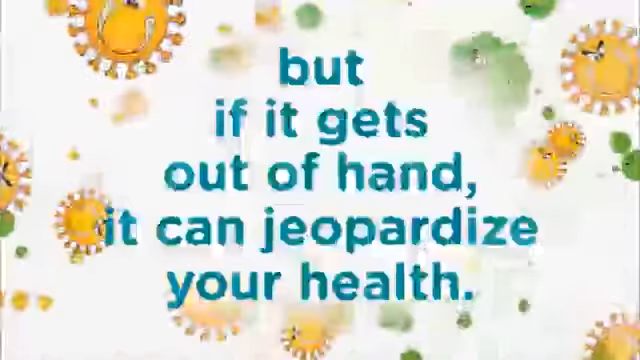 but
if it gets
out of hand,
it can jeopardize
your health.